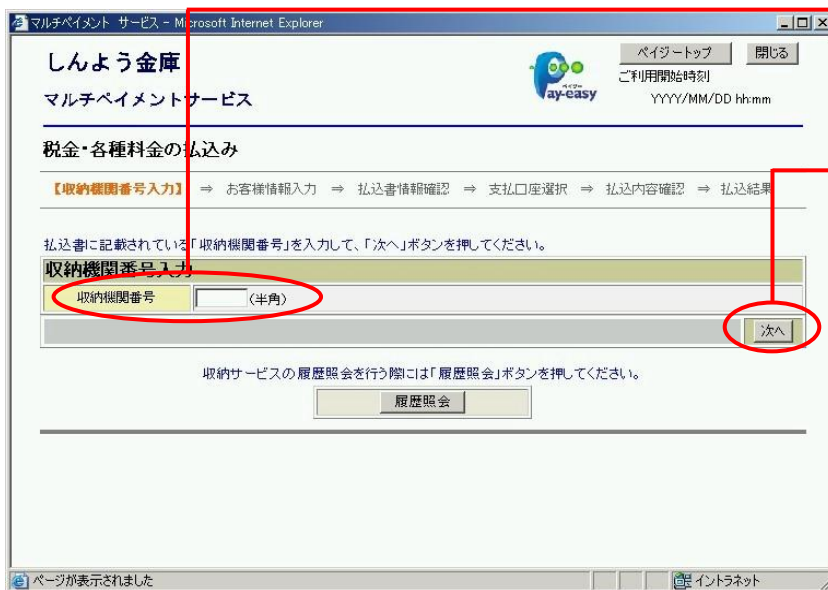 マルチペイメント サービス - Microsoft Internet Explorer
しんよう金庫
マルチペイメントサービス
ペイジー
Pay-easy
ペイジートップ 閉じる
ご利用開始時刻
YYYY/MM/DD hh:mm
税金・各種料金の払込み
【収納機関番号入力】 ⇒ お客様情報入力 ⇒ 払込書情報確認 ⇒ 支払口座選択 ⇒ 払込内容確認 ⇒ 払込結果
払込書に記載されている「収納機関番号」を入力して、「次へ」ボタンを押してください。
収納機関番号入力
収納機関番号 (半角)
次へ
収納サービスの履歴照会を行う際には「履歴照会」ボタンを押してください。
履歴照会
ページが表示されました イントラネット